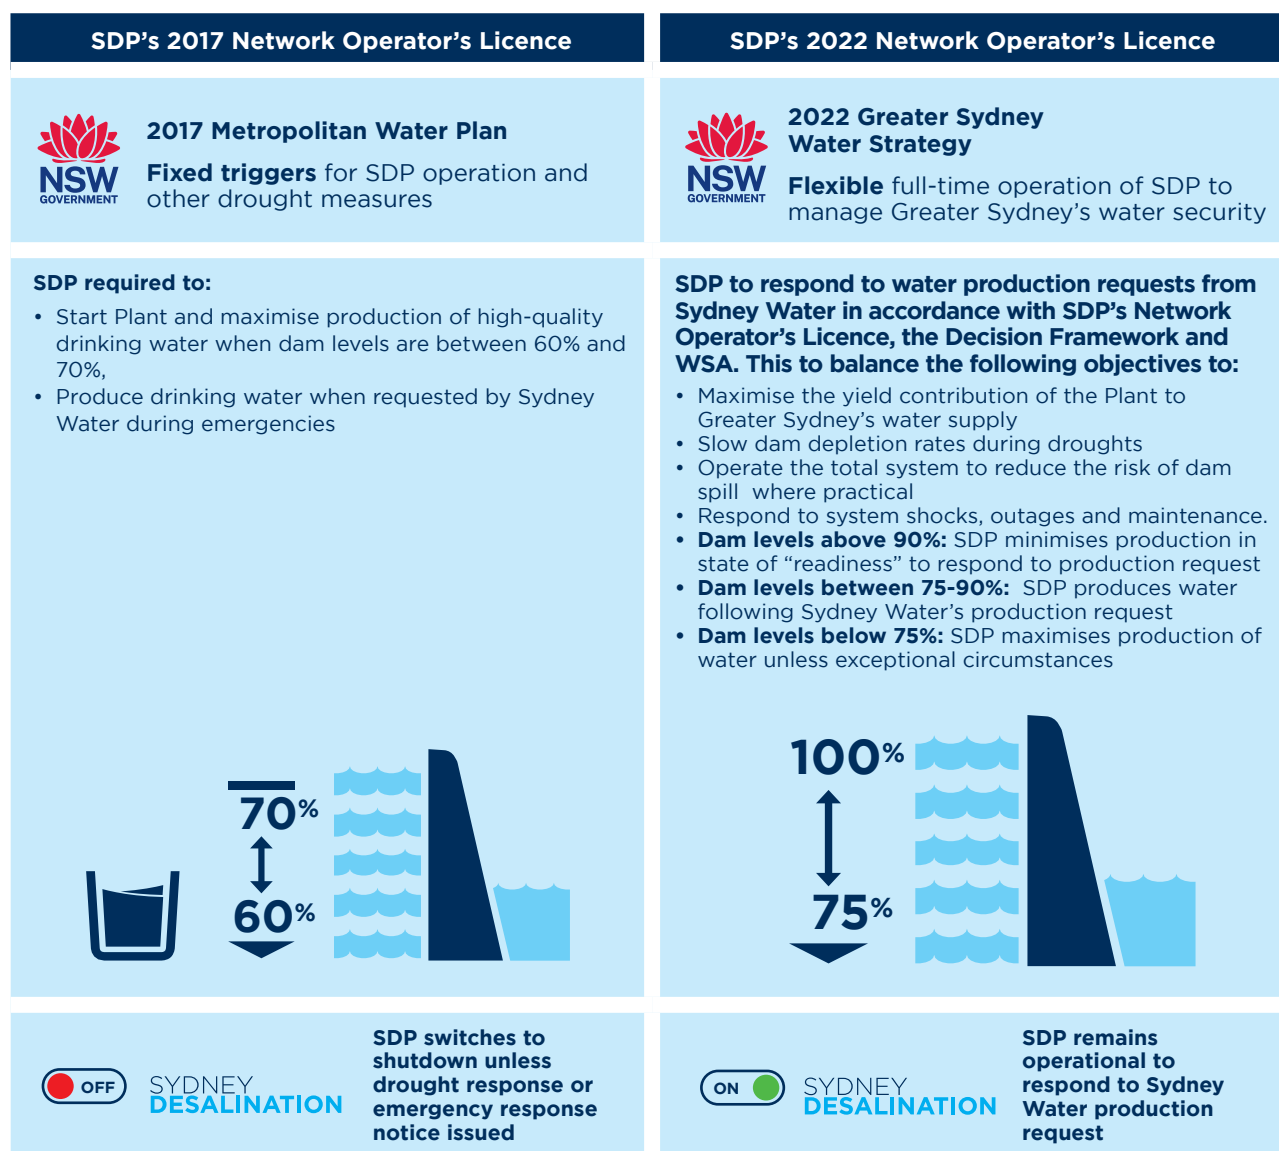 SDP's 2017 Network Operator's Licence
NSW
GOVERNMENT
2017 Metropolitan Water Plan
Fixed triggers for SDP operation and
other drought measures
SDP required to:
• Start Plant and maximise production of high-quality
drinking water when dam levels are between 60% and
70%,
• Produce drinking water when requested by Sydney
Water during emergencies
70%
60%
OFF
SYDNEY
DESALINATION
SDP switches to
shutdown unless
drought response or
emergency response
notice issued
SDP's 2022 Network Operator's Licence
NSW
GOVERNMENT
2022 Greater Sydney
Water Strategy
Flexible full-time operation of SDP to
manage Greater Sydney's water security
SDP to respond to water production requests from
Sydney Water in accordance with SDP's Network
Operator's Licence, the Decision Framework and
WSA. This to balance the following objectives to:
• Maximise the yield contribution of the Plant to
Greater Sydney's water supply
• Slow dam depletion rates during droughts
• Operate the total system to reduce the risk of dam
spill  where practical
• Respond to system shocks, outages and maintenance.
• Dam levels above 90%: SDP minimises production in
state of “readiness” to respond to production request
• Dam levels between 75-90%:  SDP produces water
following Sydney Water's production request
• Dam levels below 75%: SDP maximises production of
water unless exceptional circumstances
100%
75%
ON
SYDNEY
DESALINATION
SDP remains
operational to
respond to Sydney
Water production
request